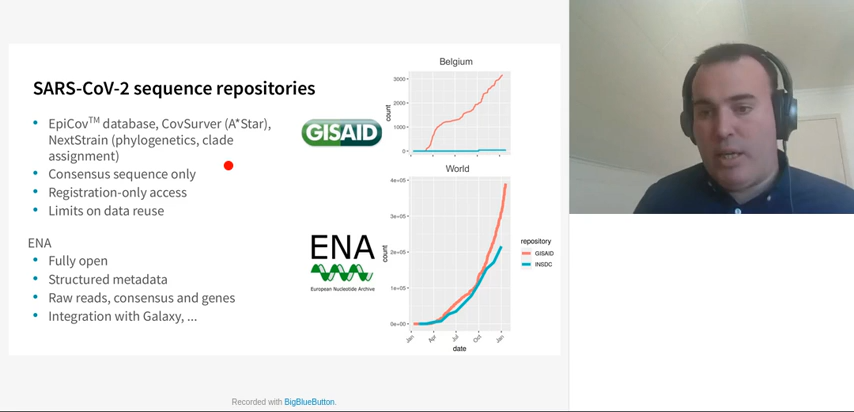 SARS-CoV-2 sequence repositories
EpiCov™ database, CovSurver (A*Star),
NextStrain (phylogenetics, clade
assignment)
Consensus sequence only
Registration-only access
Limits on data reuse
ENA
Fully open
Structured metadata
Raw reads, consensus and genes
Integration with Galaxy, ...
GISAID
ENA
European Nucleotide Archive
Belgium
count
3000
2000
1000
0
World
count
4e+05
3e+05
2e+05
1e+05
0e+00
Jan
Apr
Jul
Oct
Jan
date
repository
GISAID
INSDC
Recorded with BigBlueButton.